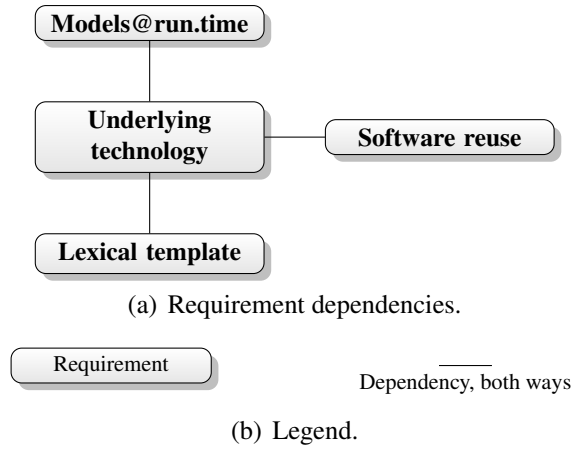 Models@run.time
Underlying
technology
Software reuse
Lexical template
(a) Requirement dependencies.
Requirement
Dependency, both ways
(b) Legend.